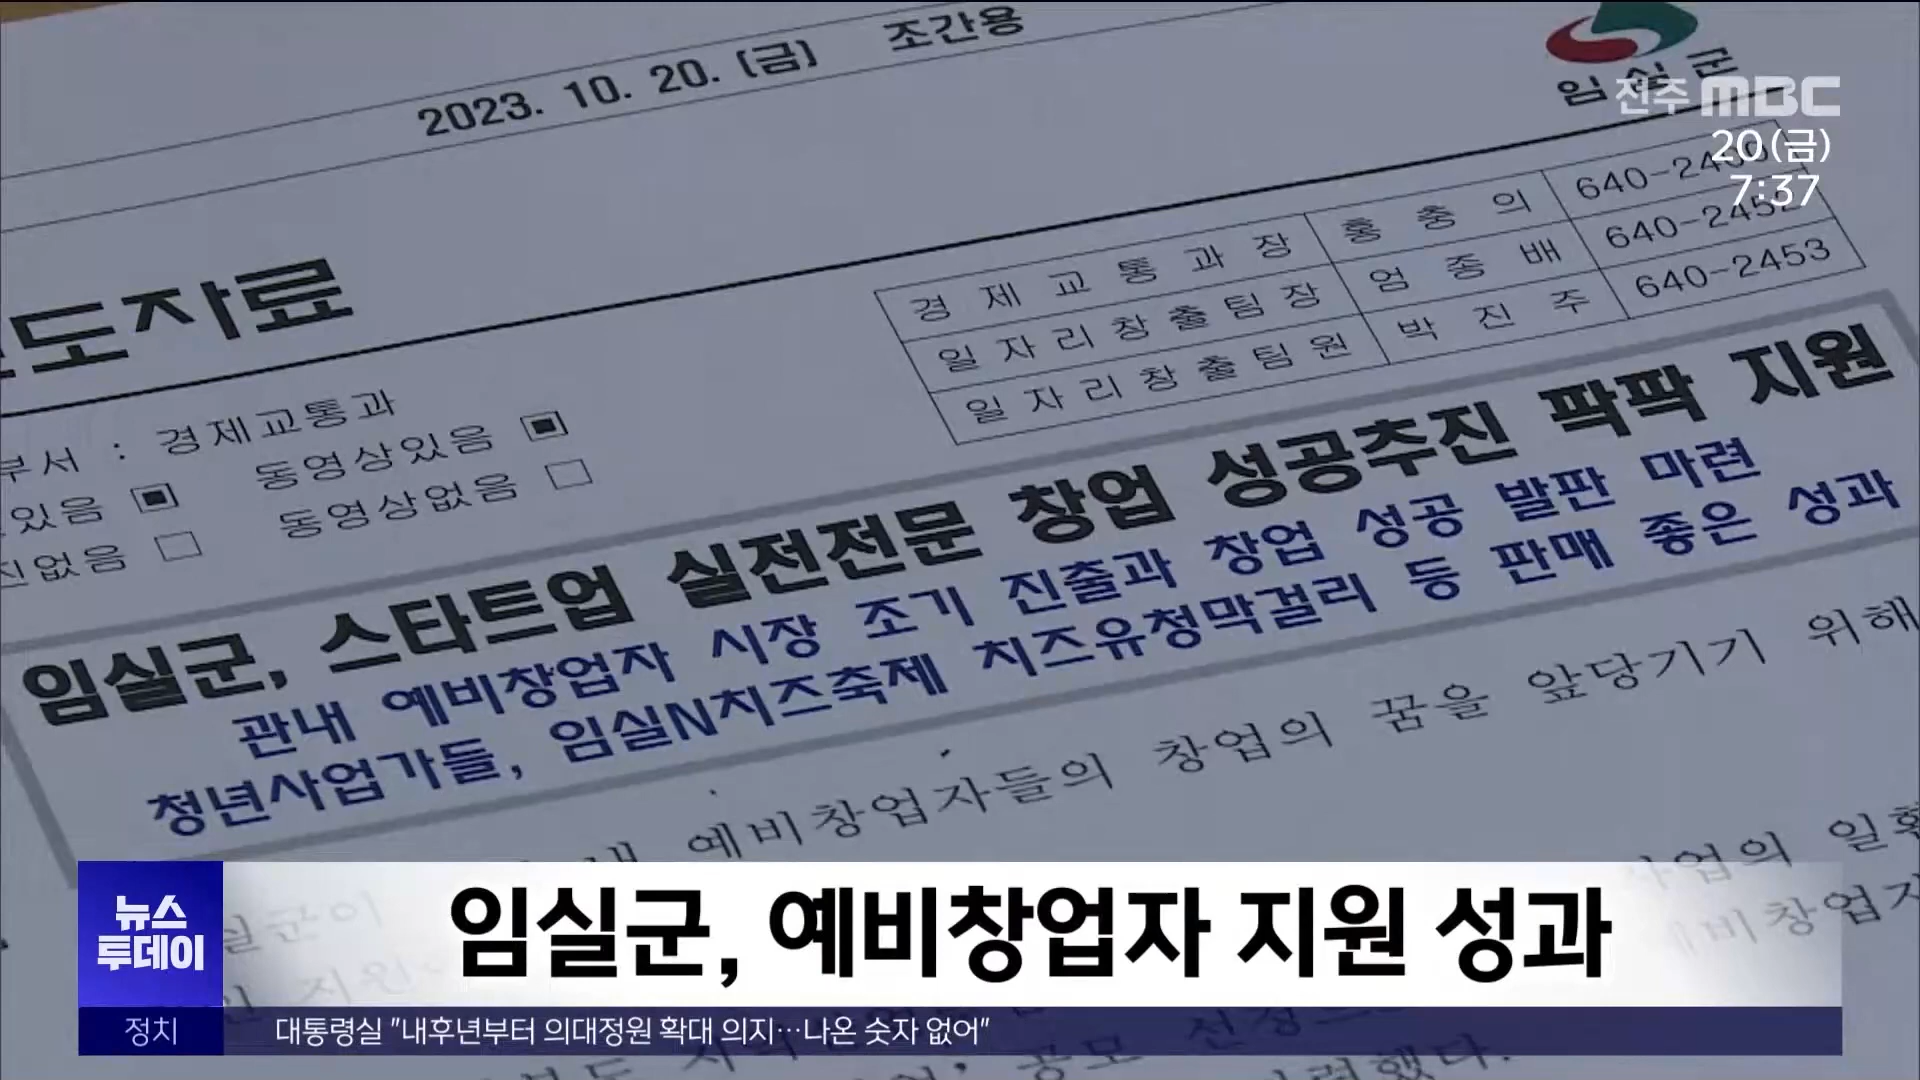 2023. 10. 20. (금) 조간용
임실군
전주 MBC
20(금)
7:37
도자료
경제교통과장 홍충의
일자리창출팀장 엄종배 640-2452
일자리창출팀원 박진주 640-2453
부서 : 경제교통과
있음 ▣ 동영상있음 ▣
없음 □ 동영상없음 □
임실군, 스타트업 실전전문 창업 성공추진 팍팍 지원
관내 예비창업자 시장 조기 진출과 창업 성공 발판 마련
청년사업가들, 임실N치즈축제 치즈유청막걸리 등 판매 좋은 성과
예비창업자들의 창업의 꿈을 앞당기기 위해
뉴스
투데이
임실군, 예비창업자 지원 성과
정치
대통령실 "내후년부터 의대정원 확대 의지…나온 숫자 없어"